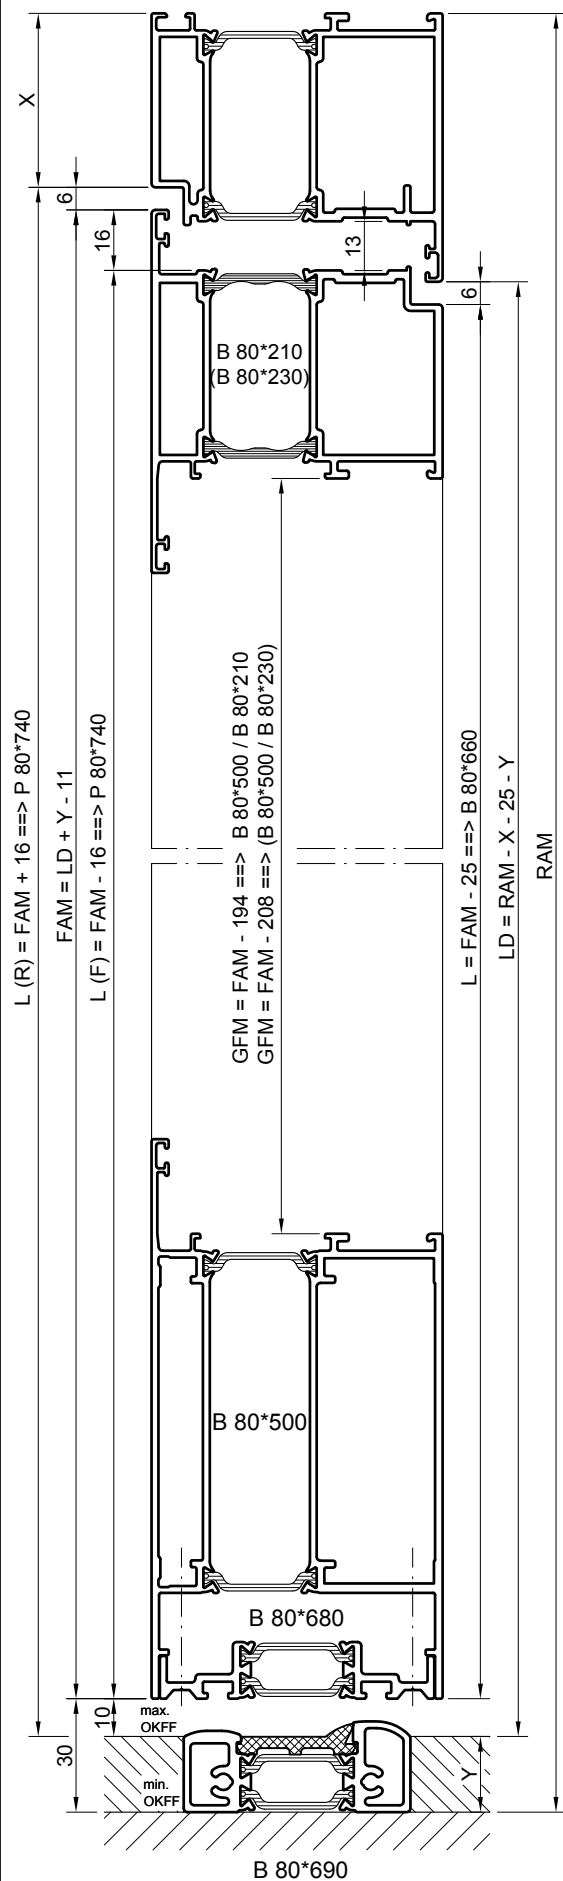 X
6
16
13
6
B 80*210
(B 80*230)
L (R) = FAM + 16 ==> P 80*740
FAM = LD + Y - 11
L (F) = FAM - 16 ==> P 80*740
GFM = FAM - 194 ==> B 80*500 / B 80*210
GFM = FAM - 208 ==> (B 80*500 / B 80*230)
L = FAM - 25 ==> B 80*660
LD = RAM - X - 25 - Y
RAM
B 80*500
B 80*680
10
max.
OKFF
30
min.
OKFF
Y
B 80*690